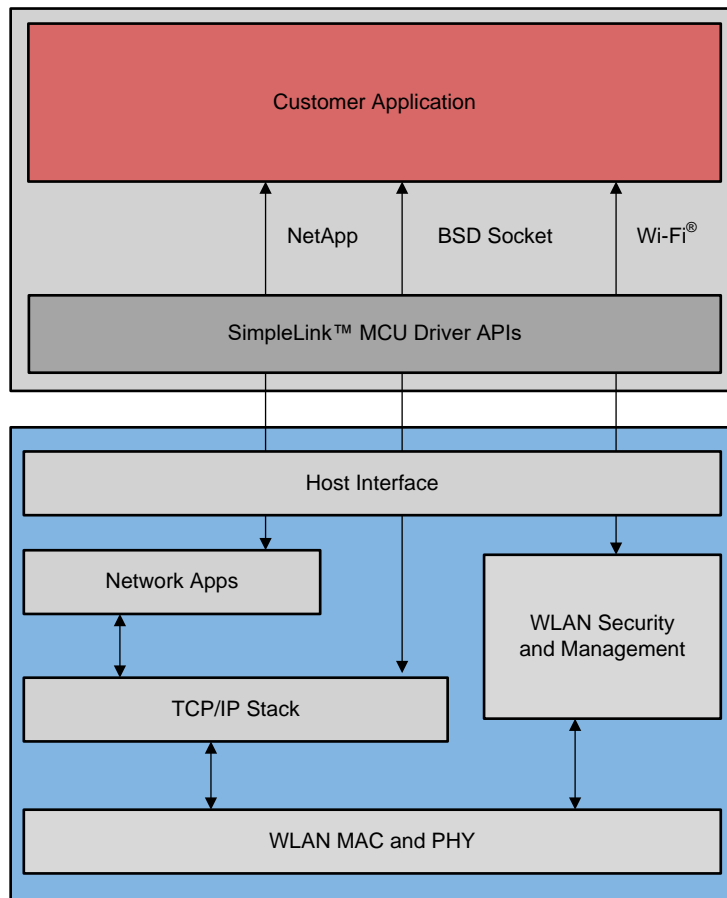 Customer Application
NetApp
BSD Socket
Wi-Fi®
SimpleLink™ MCU Driver APIs
Host Interface
Network Apps
WLAN Security
and Management
TCP/IP Stack
WLAN MAC and PHY